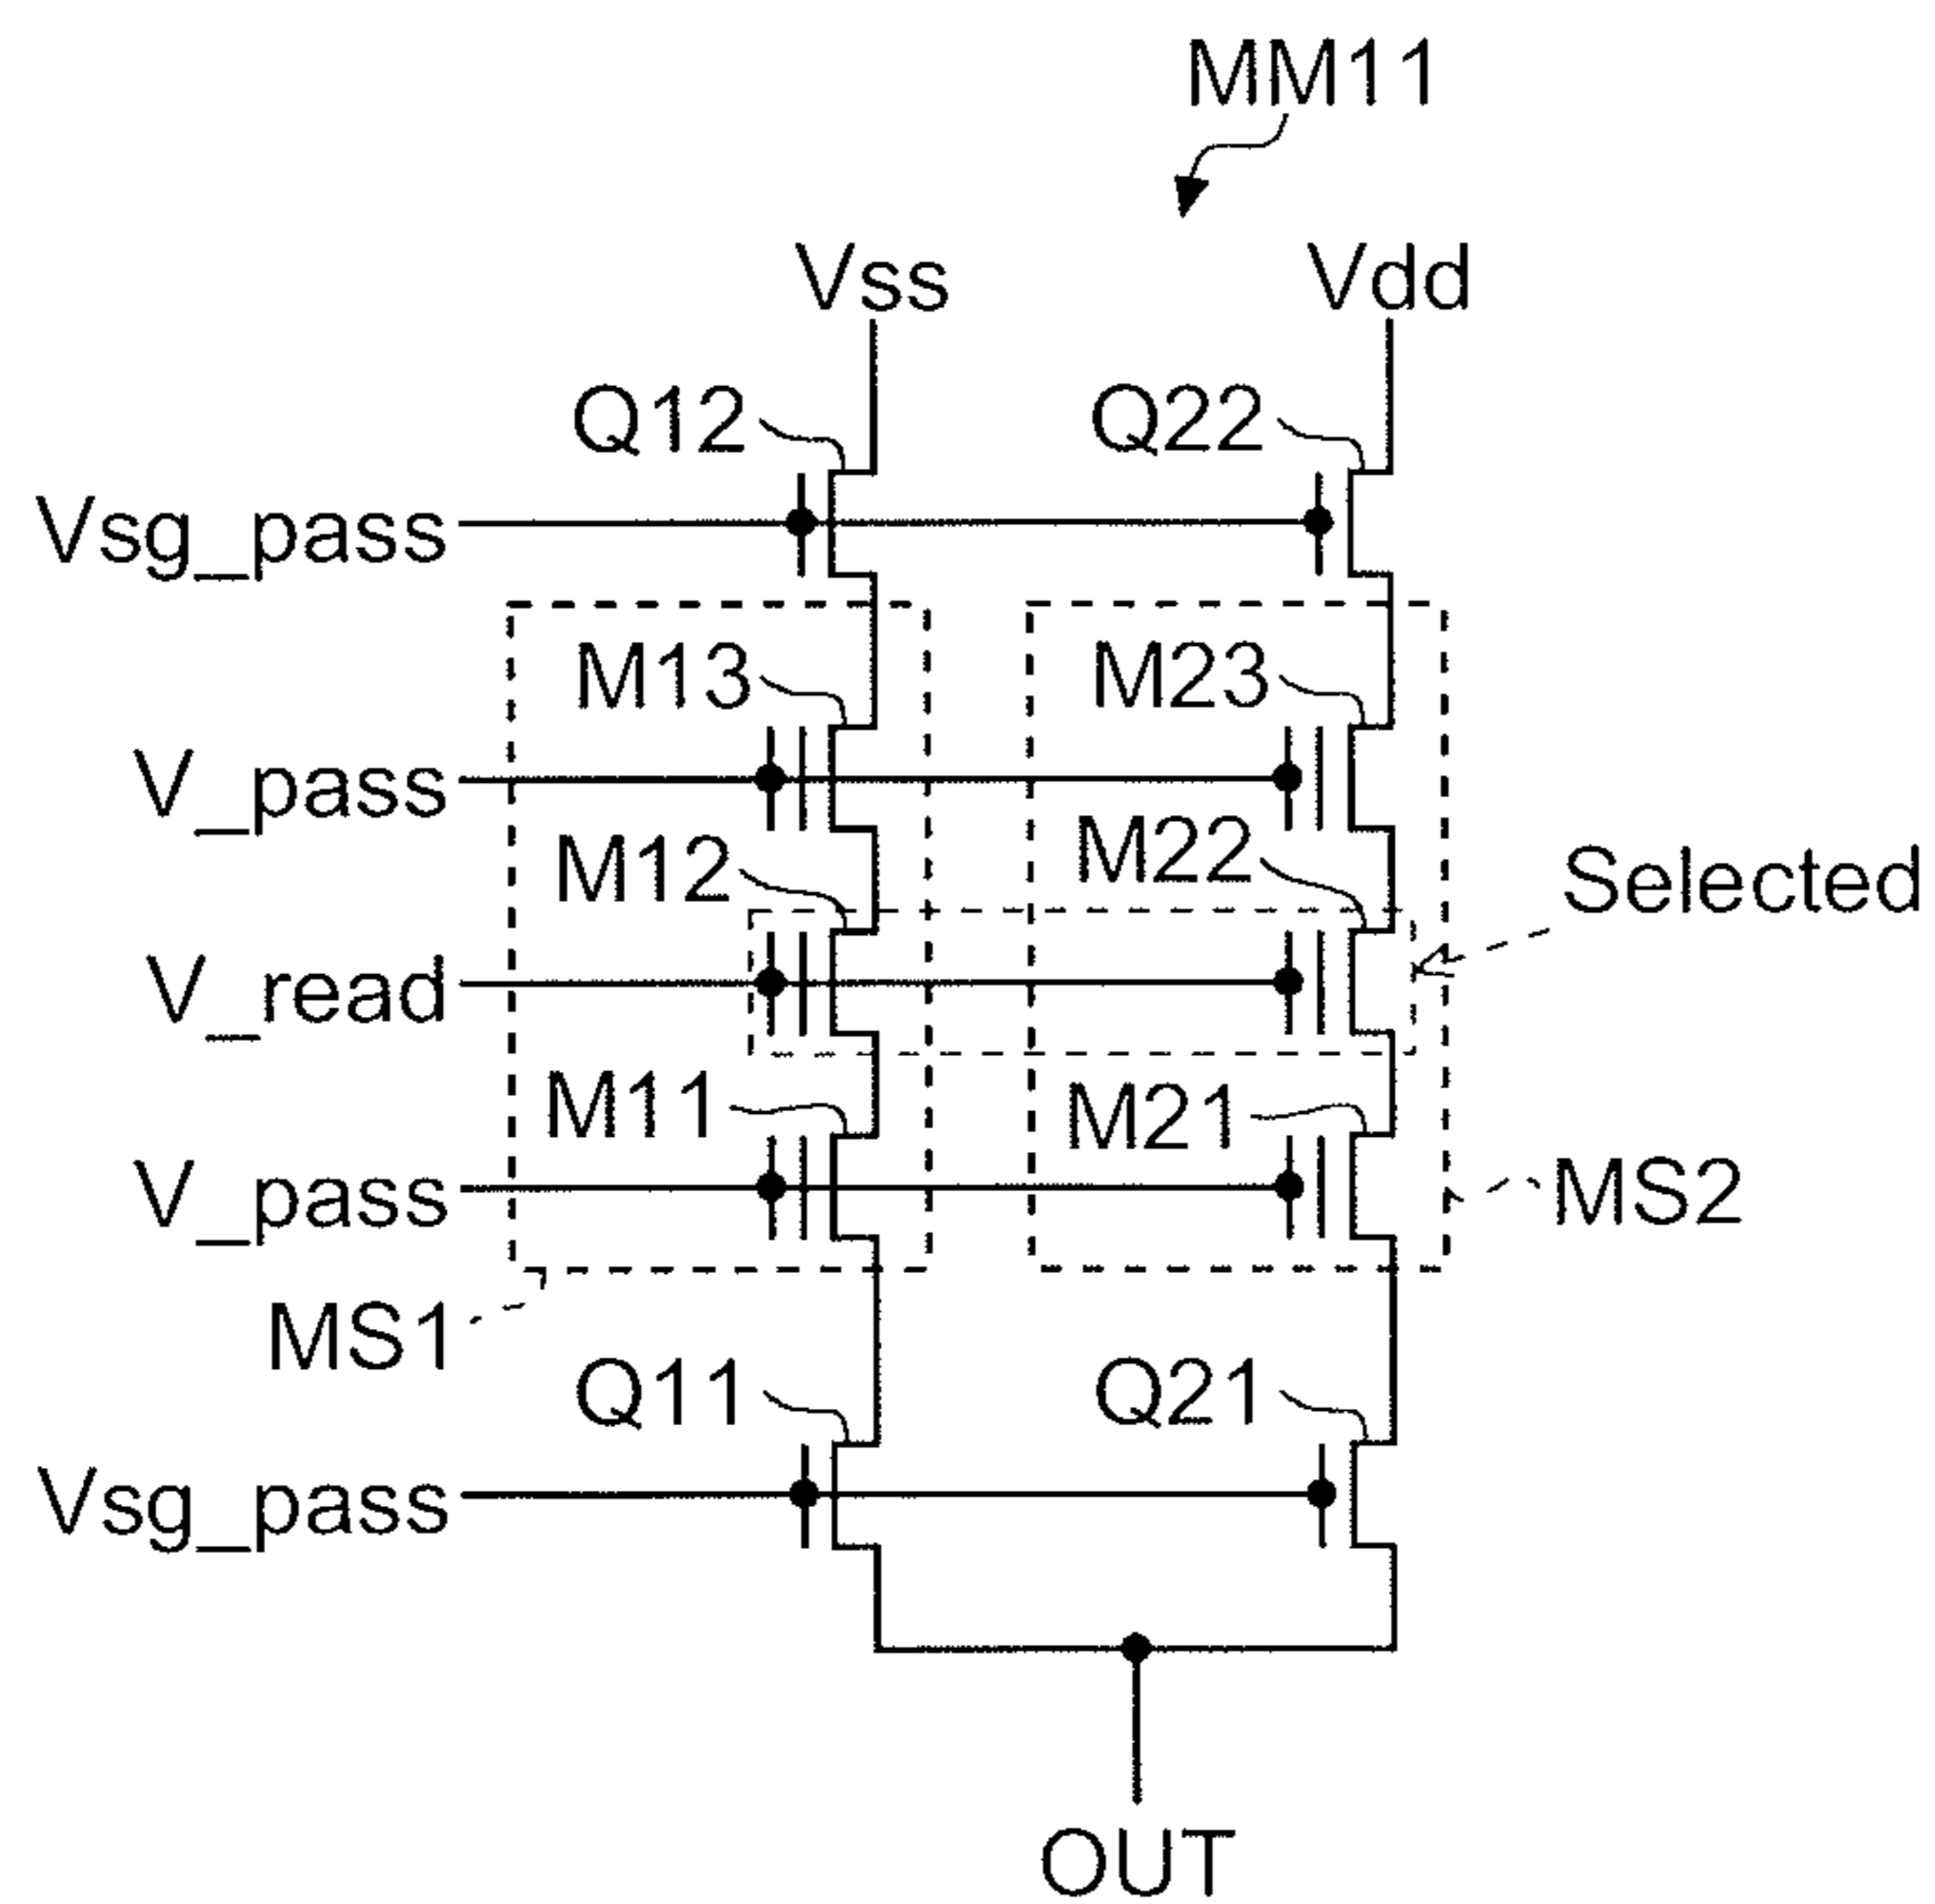 MM11
Vss Vdd
Q12 Q22
Vsg_pass
M13 M23
V_pass
M12 M22
Selected
V_read
M11 M21
V_pass MS2
MS1
Q11 Q21
Vsg_pass
OUT